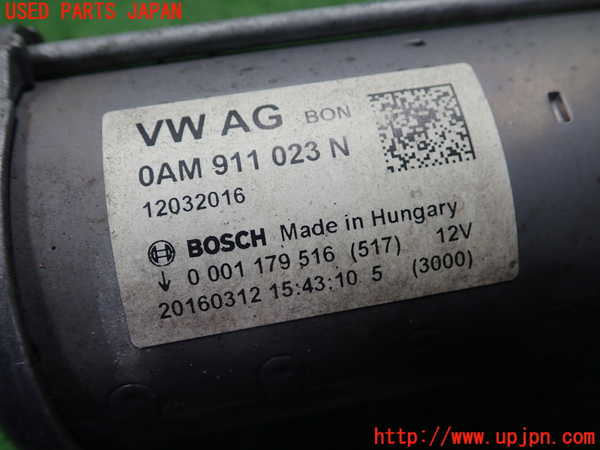 USED PARTS JAPAN
VW AG BON
0AM 911 023 N
12032016
BOSCH Made in Hungary
↓ 0 001 179 516 (517) 12V
20160312 15:43:10 5 (3000)
http://www.upjpn.com/